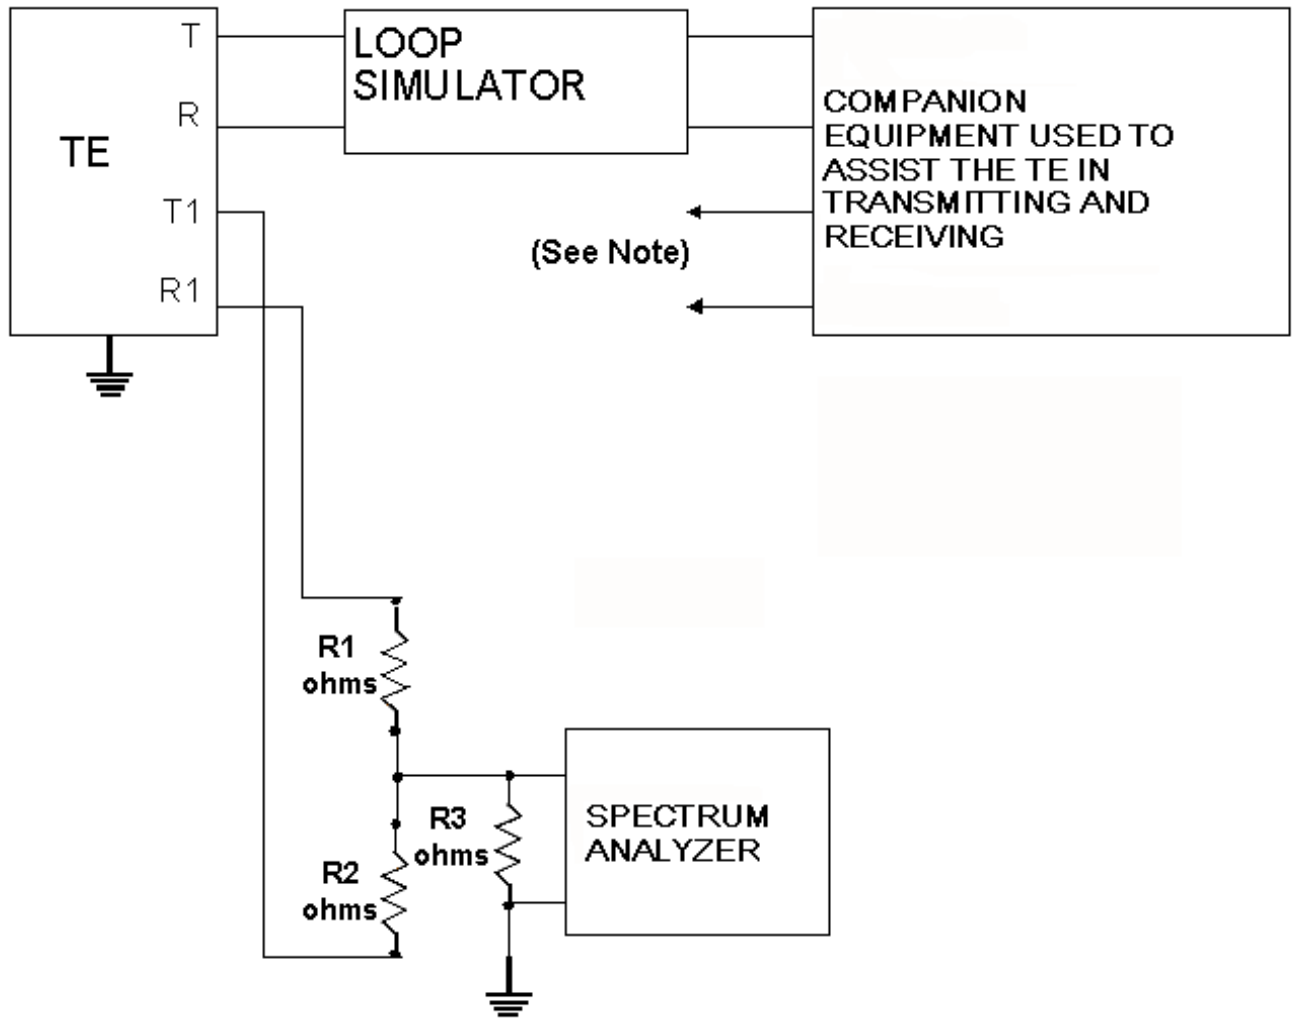 T
R
TE
T1
R1
LOOP
SIMULATOR
COMPANION
EQUIPMENT USED TO
ASSIST THE TE IN
TRANSMITTING AND
RECEIVING
(See Note)
R1
ohms
R2
ohms
R3
ohms
SPECTRUM
ANALYZER